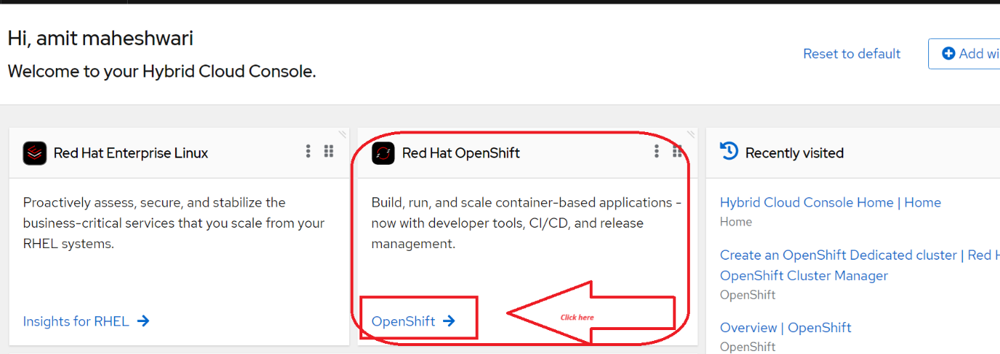 Hi, amit maheshwari
Welcome to your Hybrid Cloud Console.
Reset to default
Add wi
Red Hat Enterprise Linux
Proactively assess, secure, and stabilize the
business-critical services that you scale from your
RHEL systems.
Insights for RHEL
Red Hat OpenShift
Build, run, and scale container-based applications -
now with developer tools, CI/CD, and release
management.
OpenShift
Click here
Recently visited
Hybrid Cloud Console Home | Home
Home
Create an OpenShift Dedicated cluster | Red H
OpenShift Cluster Manager
OpenShift
Overview | OpenShift
OpenShift